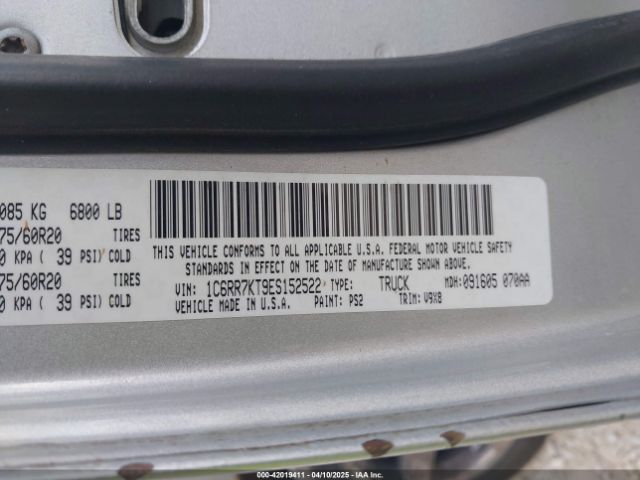 085 KG 6800 LB
75/60R20 TIRES
0 KPA ( 39 PSI) COLD
75/60R20 TIRES
0 KPA ( 39 PSI) COLD
THIS VEHICLE CONFORMS TO ALL APPLICABLE U.S.A. FEDERAL MOTOR VEHICLE SAFETY
STANDARDS IN EFFECT ON THE DATE OF MANUFACTURE SHOWN ABOVE.
VIN: 1C6RR7KT9ES152522 TYPE: TRUCK MDH: 091605 070AA
MADE IN U.S.A. PAINT: PS2 TRIM: V9X8
000-42019411 - 04/10/2025 - IAAI.COM